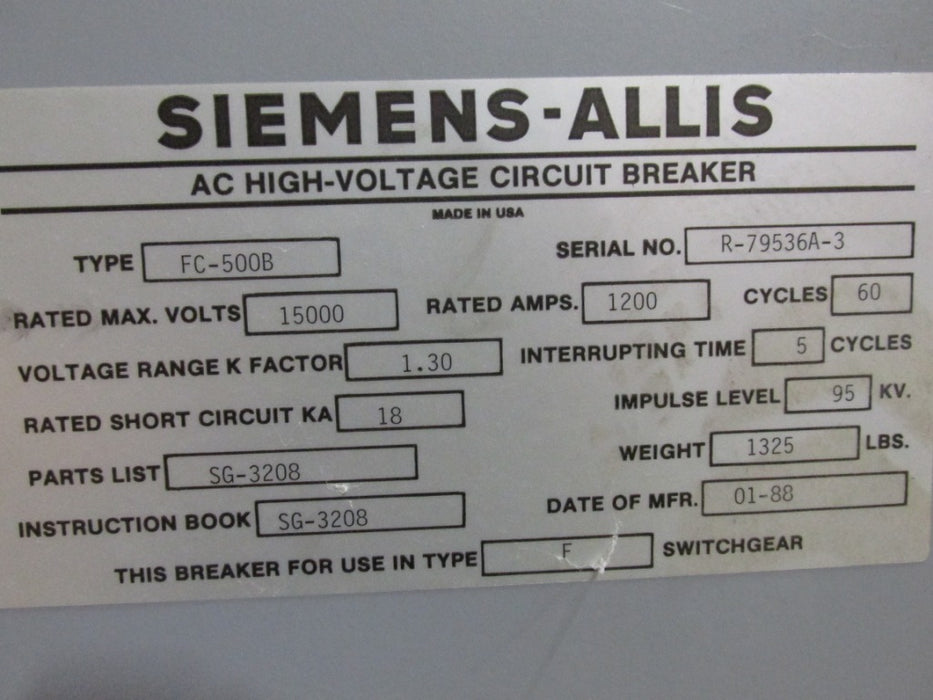 SIEMENS-ALLIS
AC HIGH-VOLTAGE CIRCUIT BREAKER
MADE IN USA
TYPE FC-500B SERIAL NO. R-79536A-3
RATED MAX. VOLTS 15000 RATED AMPS. 1200 CYCLES 60
VOLTAGE RANGE K FACTOR 1.30 INTERRUPTING TIME 5 CYCLES
RATED SHORT CIRCUIT KA 18 IMPULSE LEVEL 95 KV.
PARTS LIST SG-3208 WEIGHT 1325 LBS.
INSTRUCTION BOOK SG-3208 DATE OF MFR. 01-88
THIS BREAKER FOR USE IN TYPE F SWITCHGEAR